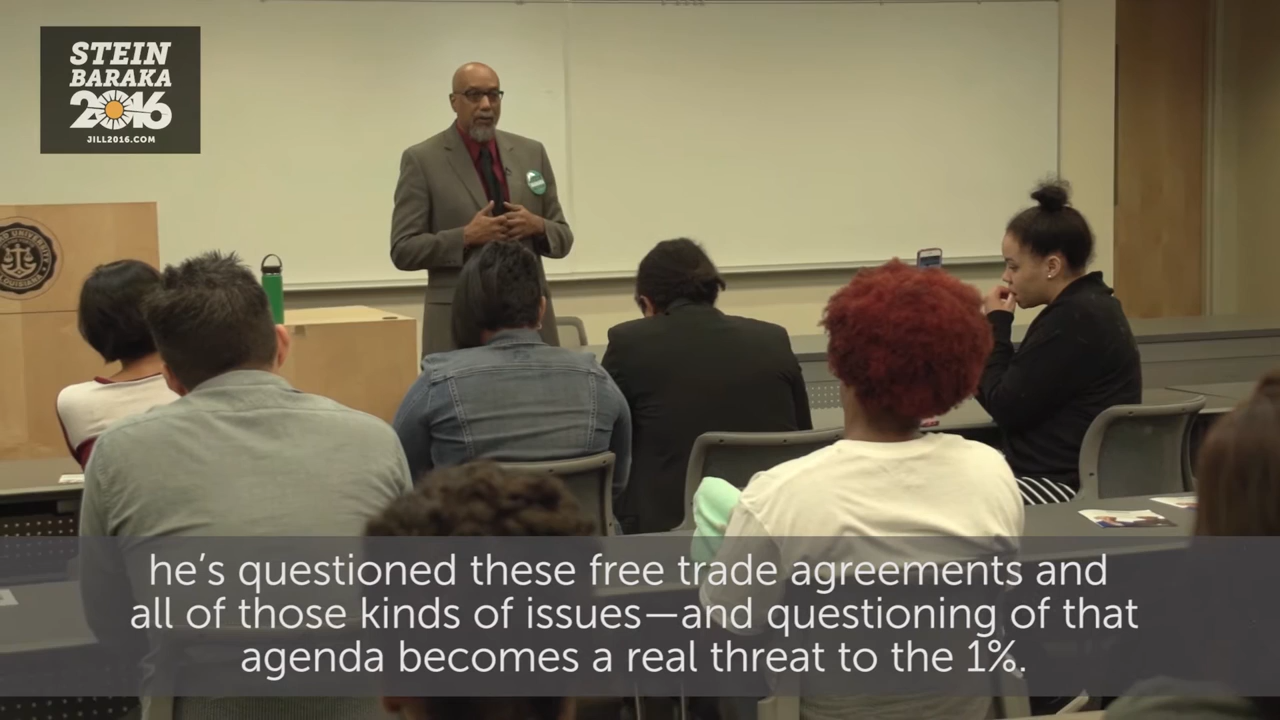 STEIN
BARAKA
2016
JILL2016.COM
UNIVERSITY
he's questioned these free trade agreements and
all of those kinds of issues—and questioning of that
agenda becomes a real threat to the 1%.